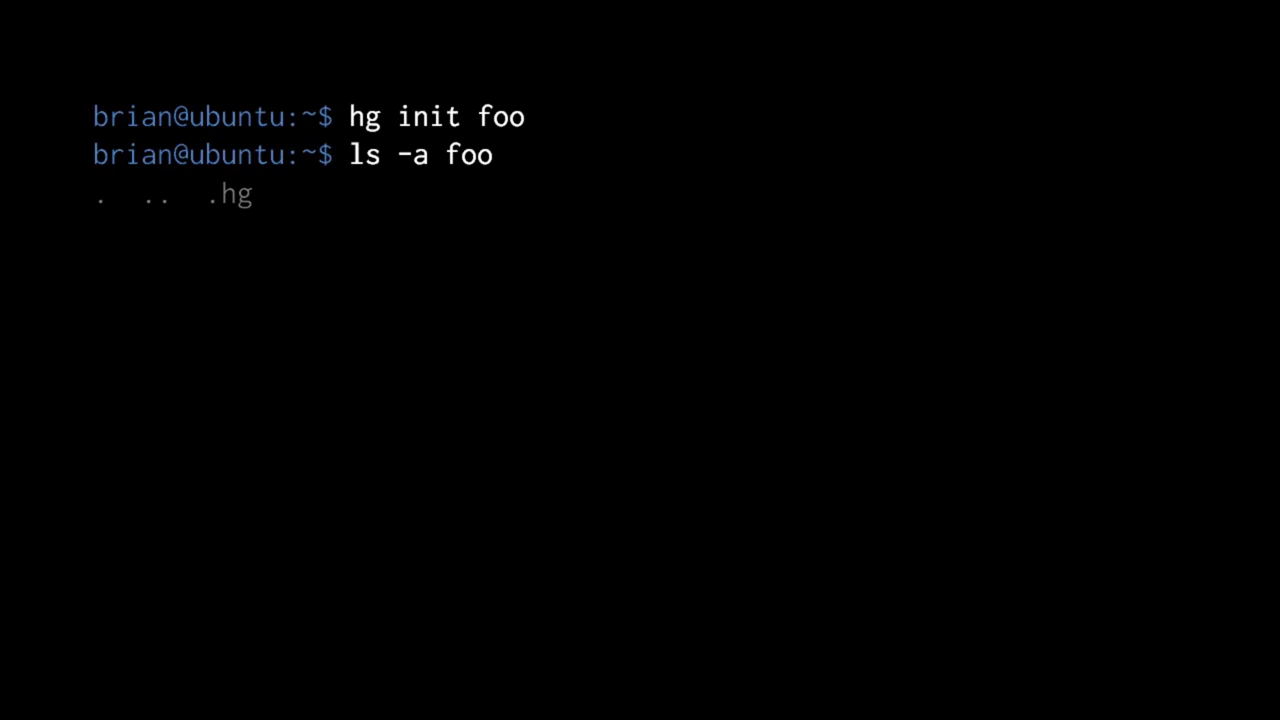 brian@ubuntu:~$ hg init foo
brian@ubuntu:~$ ls -a foo
.  ..  .hg